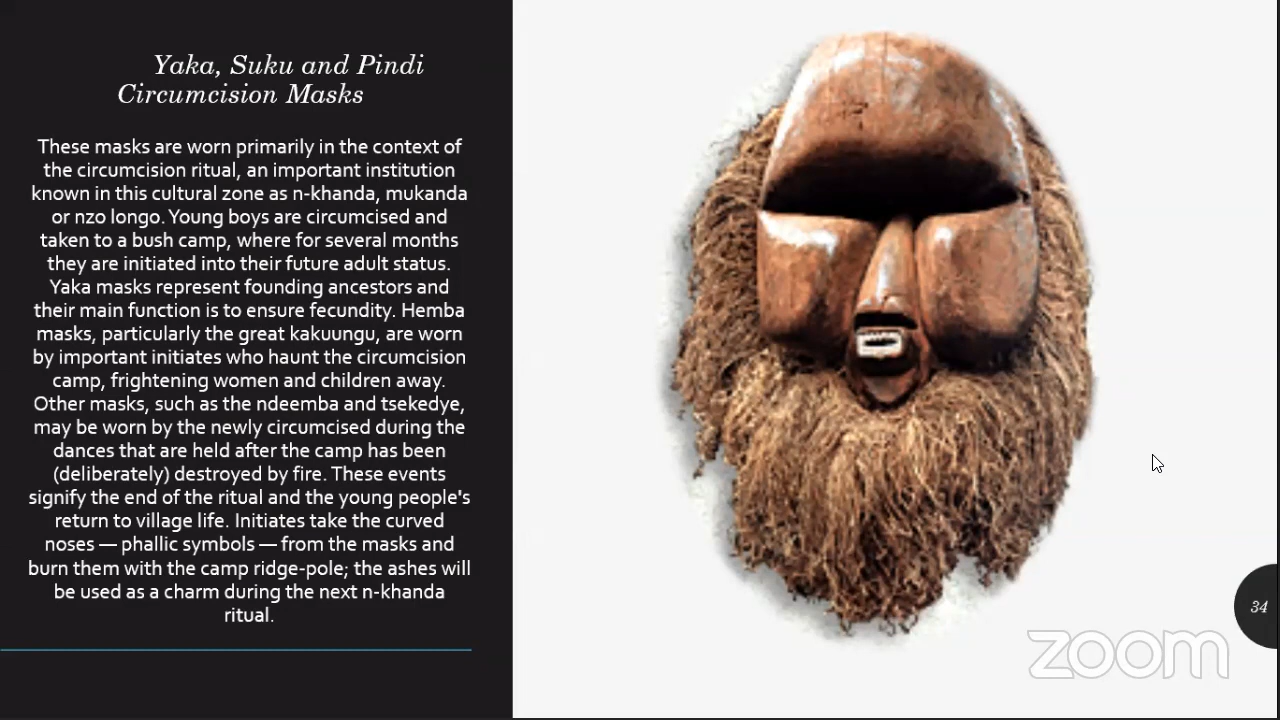 Yaka, Suku and Pindi
Circumcision Masks
These masks are worn primarily in the context of
the circumcision ritual, an important institution
known in this cultural zone as n-khanda, mukanda
or nzo longo. Young boys are circumcised and
taken to a bush camp, where for several months
they are initiated into their future adult status.
Yaka masks represent founding ancestors and
their main function is to ensure fecundity. Hemba
masks, particularly the great kakuungu, are worn
by important initiates who haunt the circumcision
camp, frightening women and children away.
Other masks, such as the ndeemba and tsekedye,
may be worn by the newly circumcised during the
dances that are held after the camp has been
(deliberately) destroyed by fire. These events
signify the end of the ritual and the young people's
return to village life. Initiates take the curved
noses — phallic symbols — from the masks and
burn them with the camp ridge-pole; the ashes will
be used as a charm during the next n-khanda
ritual.
34
zoom